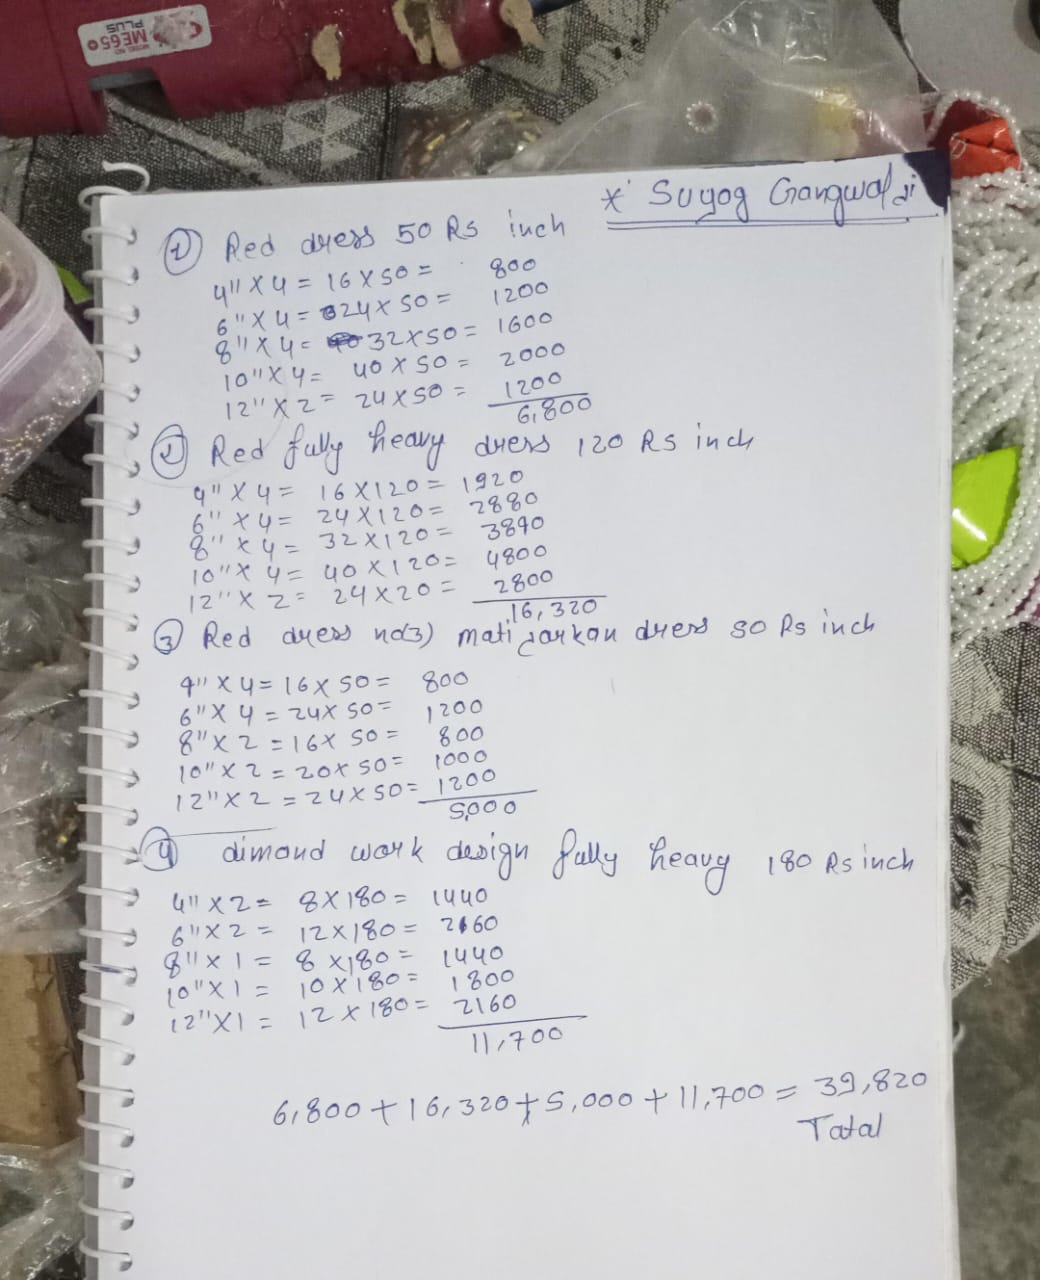 MODEL NO
ME65
PLUS
* Suyog Gangwal ji
1 Red dress 50 Rs inch
4" X 4 = 16 X 50 = 800
6" X 4 = 24 X 50 = 1200
8" X 4 = 32 X 50 = 1600
10" X 4 = 40 X 50 = 2000
12" X 2 = 24 X 50 = 1200
6,800
2 Red fully heavy dress 120 Rs inch
4" X 4 = 16 X 120 = 1920
6" X 4 = 24 X 120 = 2880
8" X 4 = 32 X 120 = 3840
10" X 4 = 40 X 120 = 4800
12" X 2 = 24 X 20 = 2800
16,320
3 Red dress no(3) mati jarkan dress 50 Rs inch
4" X 4 = 16 X 50 = 800
6" X 4 = 24 X 50 = 1200
8" X 2 = 16 X 50 = 800
10" X 2 = 20 X 50 = 1000
12" X 2 = 24 X 50 = 1200
5,000
4 dimond work design fully heavy 180 Rs inch
4" X 2 = 8 X 180 = 1440
6" X 2 = 12 X 180 = 2160
8" X 1 = 8 X 180 = 1440
10" X 1 = 10 X 180 = 1800
12" X 1 = 12 X 180 = 2160
11,700
6,800 + 16,320 + 5,000 + 11,700 = 39,820
Tatal